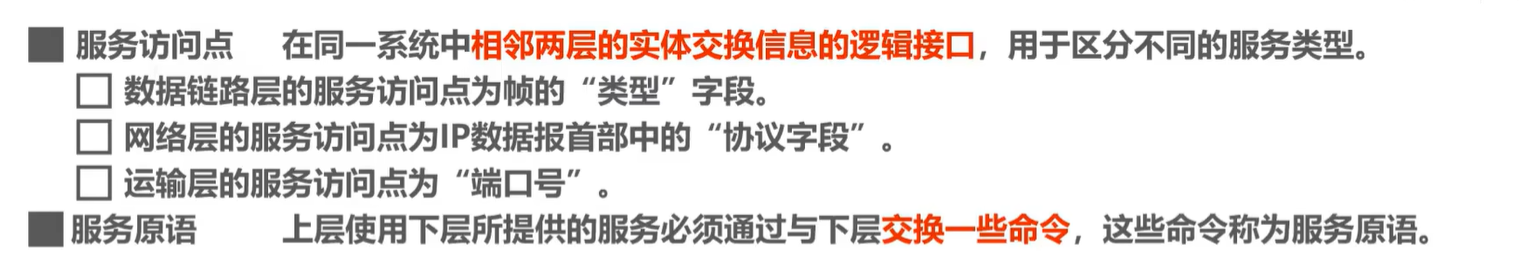 服务访问点 在同一系统中相邻两层的实体交换信息的逻辑接口，用于区分不同的服务类型。
数据链路层的服务访问点为帧的“类型”字段。
网络层的服务访问点为IP数据报首部中的“协议字段”。
运输层的服务访问点为“端口号”。
服务原语 上层使用下层所提供的服务必须通过与下层交换一些命令，这些命令称为服务原语。